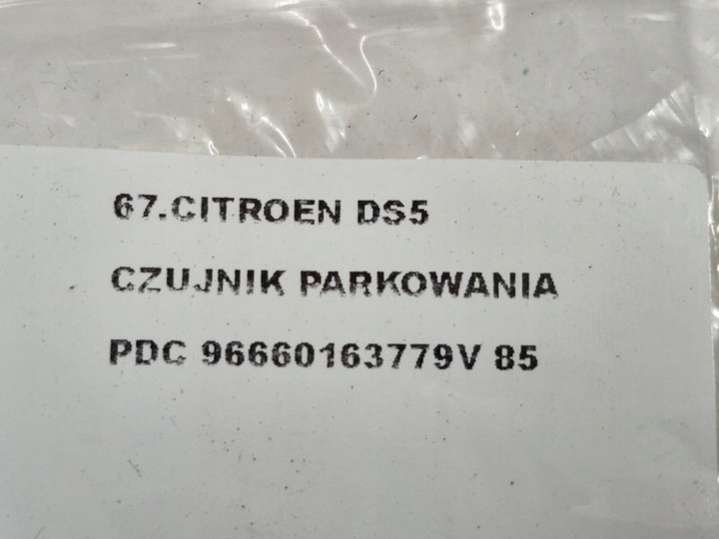 67.CITROEN DS5
CZUJNIK PARKOWANIA
PDC 96660163779V 85